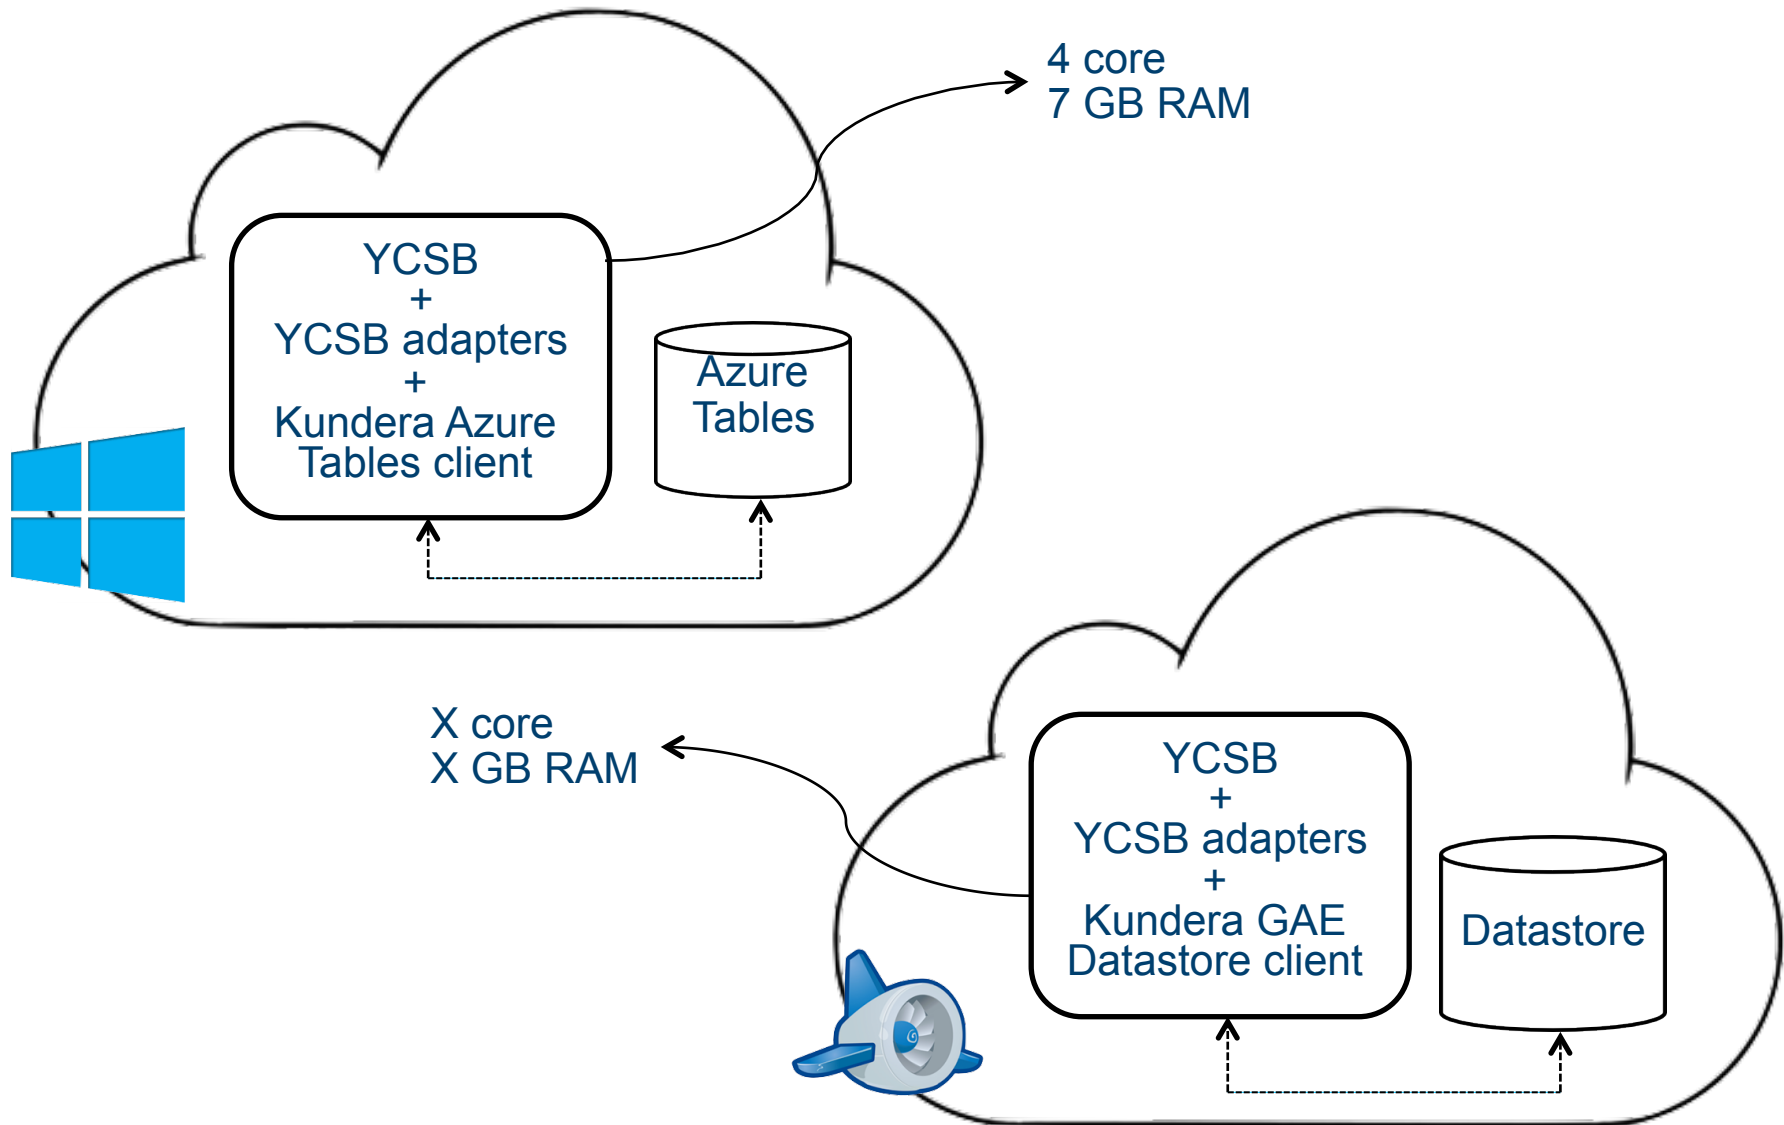 4 core
7 GB RAM
YCSB
+
YCSB adapters
+
Kundera Azure
Tables client
Azure
Tables
X core
X GB RAM
YCSB
+
YCSB adapters
+
Kundera GAE
Datastore client
Datastore